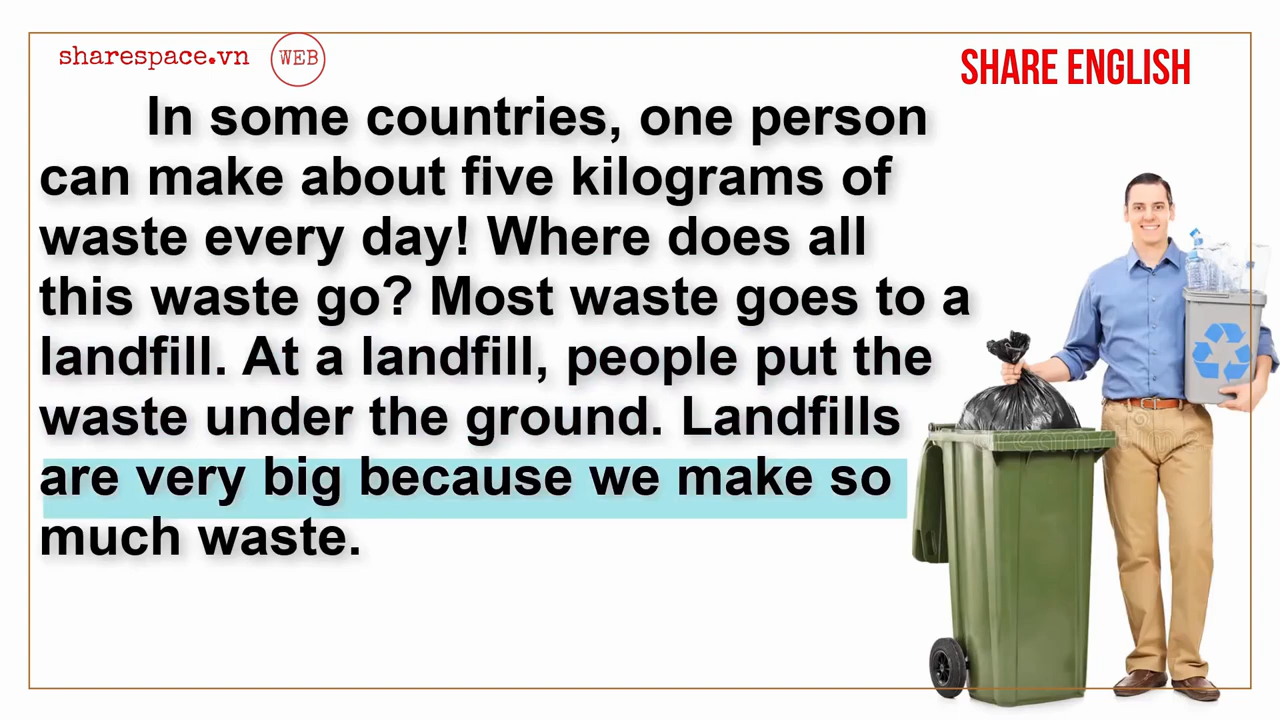 sharespace.vn WEB
SHARE ENGLISH
In some countries, one person
can make about five kilograms of
waste every day! Where does all
this waste go? Most waste goes to a
landfill. At a landfill, people put the
waste under the ground. Landfills
are very big because we make so
much waste.